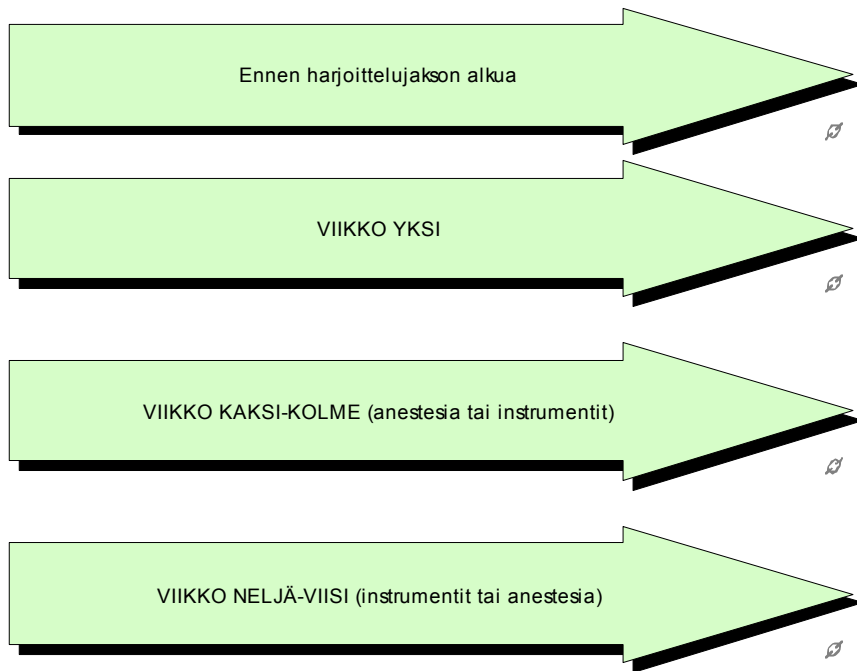 Ennen harjoittelujakson alkua
VIIKKO YKSI
VIIKKO KAKSI-KOLME (anestesia tai instrumentit)
VIIKKO NELJÄ-VIISI (instrumentit tai anestesia)